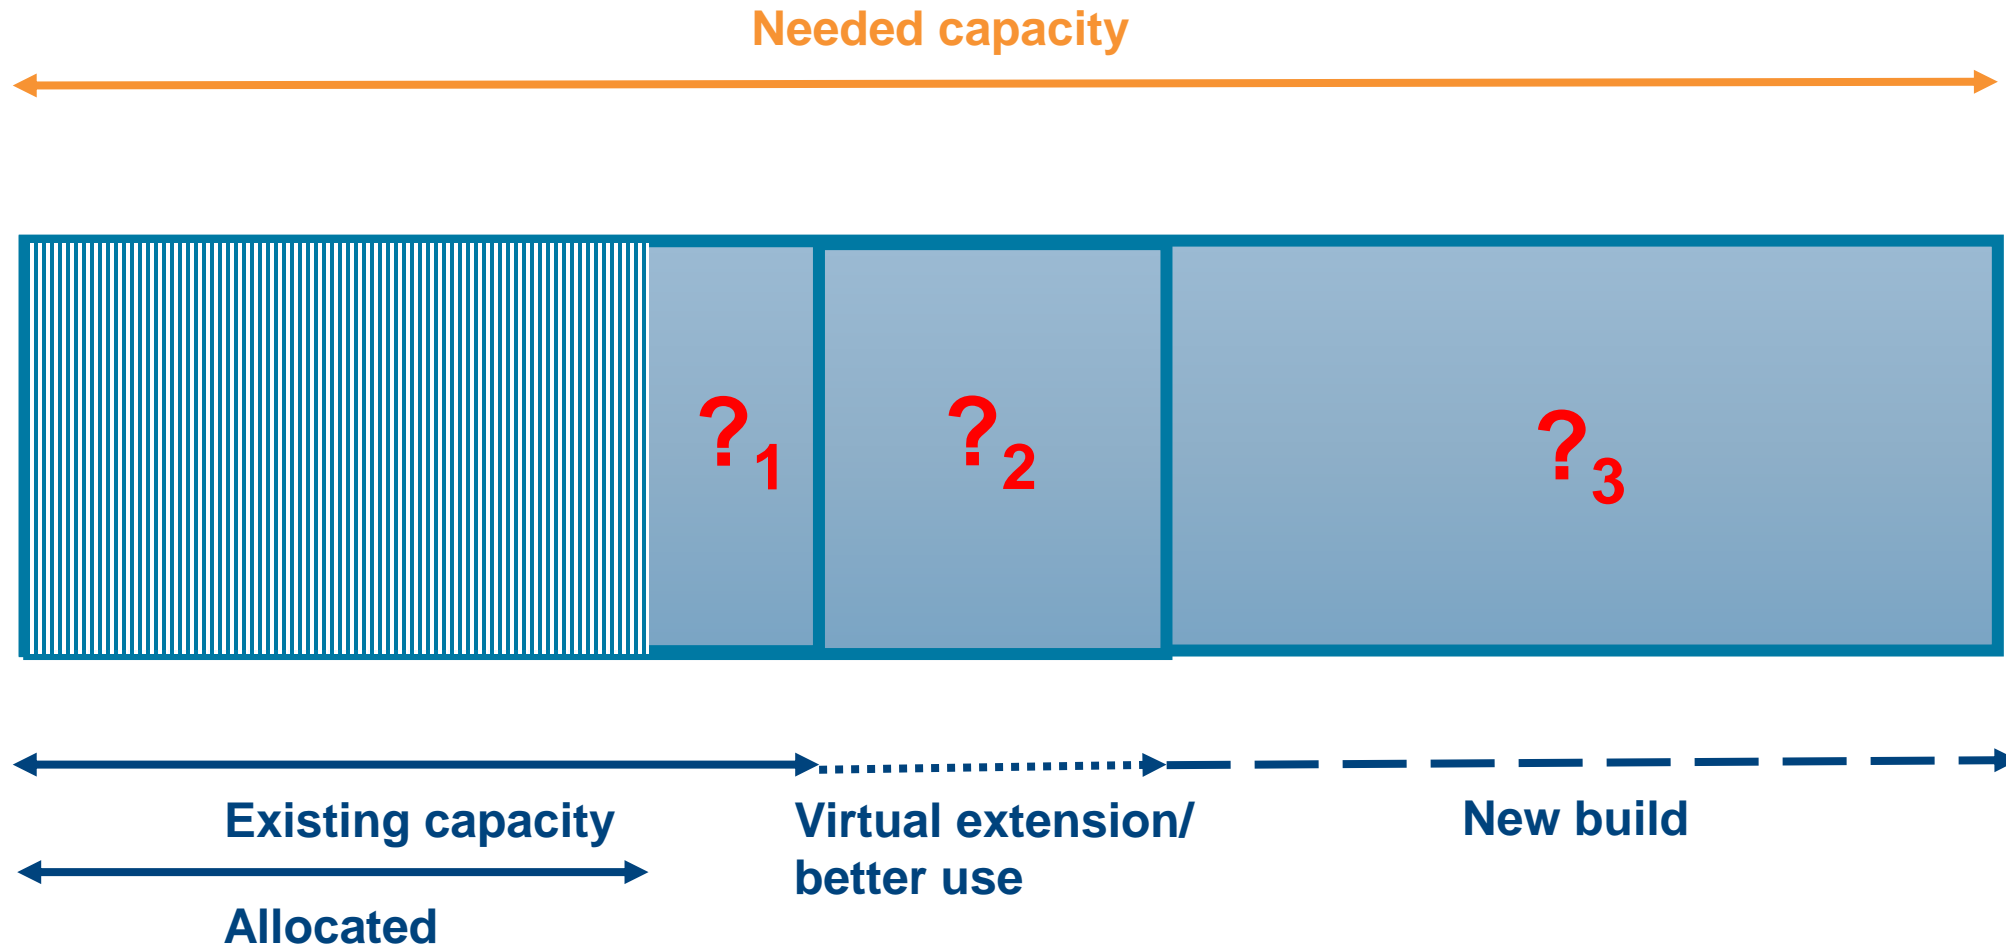 Needed capacity
?1
?2
?3
Existing capacity
Virtual extension/
better use
New build
Allocated